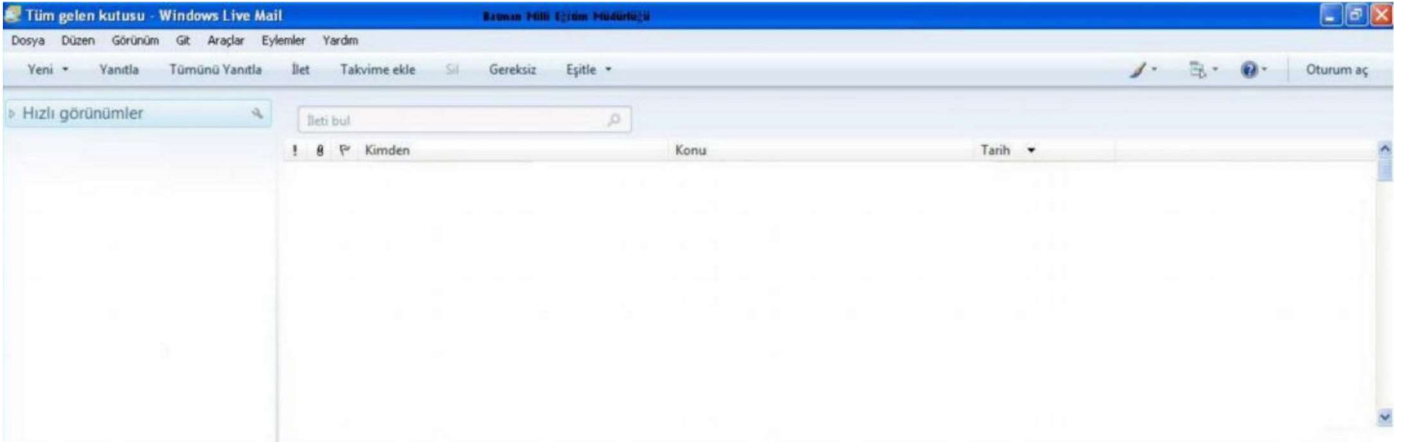 Tüm gelen kutusu - Windows Live Mail Batman Milli Eğitim Müdürlüğü
Dosya Düzen Görünüm Git Araçlar Eylemler Yardım
Yeni Yanıtla Tümünü Yanıtla İlet Takvime ekle Sil Gereksiz Eşitle Oturum aç
Hızlı görünümler
İleti bul
! Kimden Konu Tarih